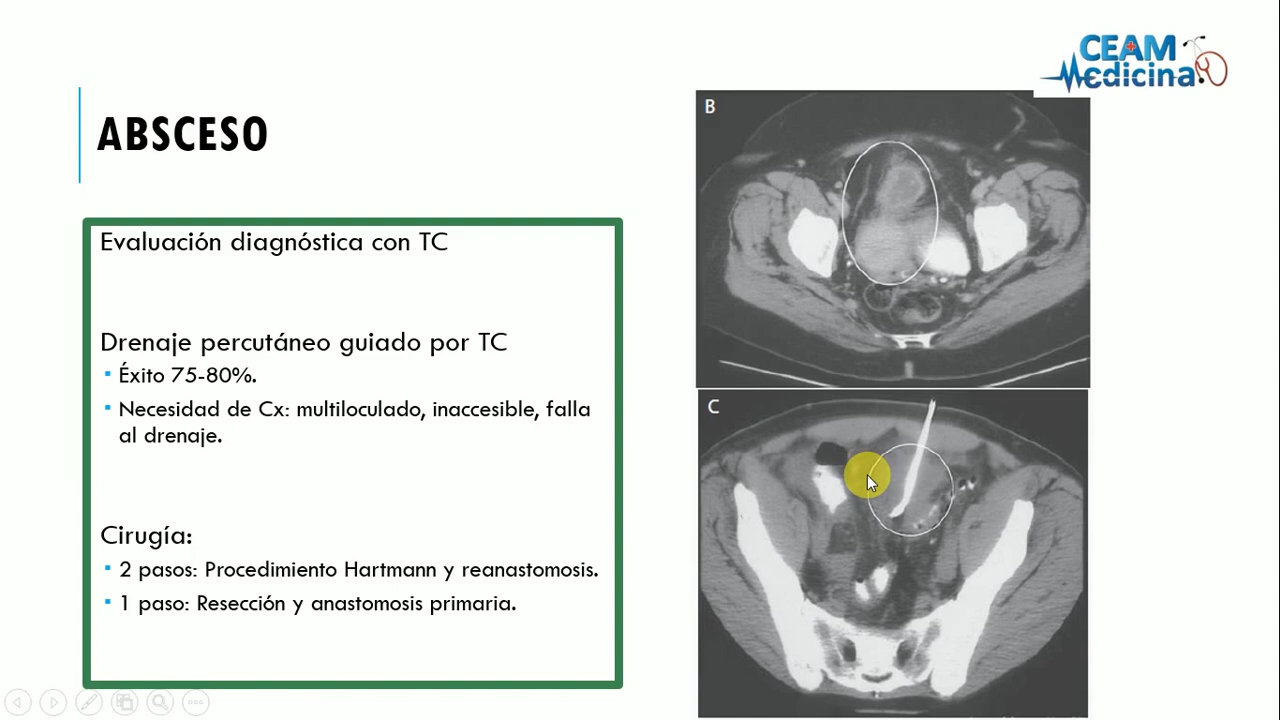 CEAM
Medicina
ABSCESO
Evaluación diagnóstica con TC
Drenaje percutáneo guiado por TC
▪ Éxito 75-80%.
▪ Necesidad de Cx: multiloculado, inaccesible, falla
al drenaje.
Cirugía:
▪ 2 pasos: Procedimiento Hartmann y reanastomosis.
▪ 1 paso: Resección y anastomosis primaria.
B
C